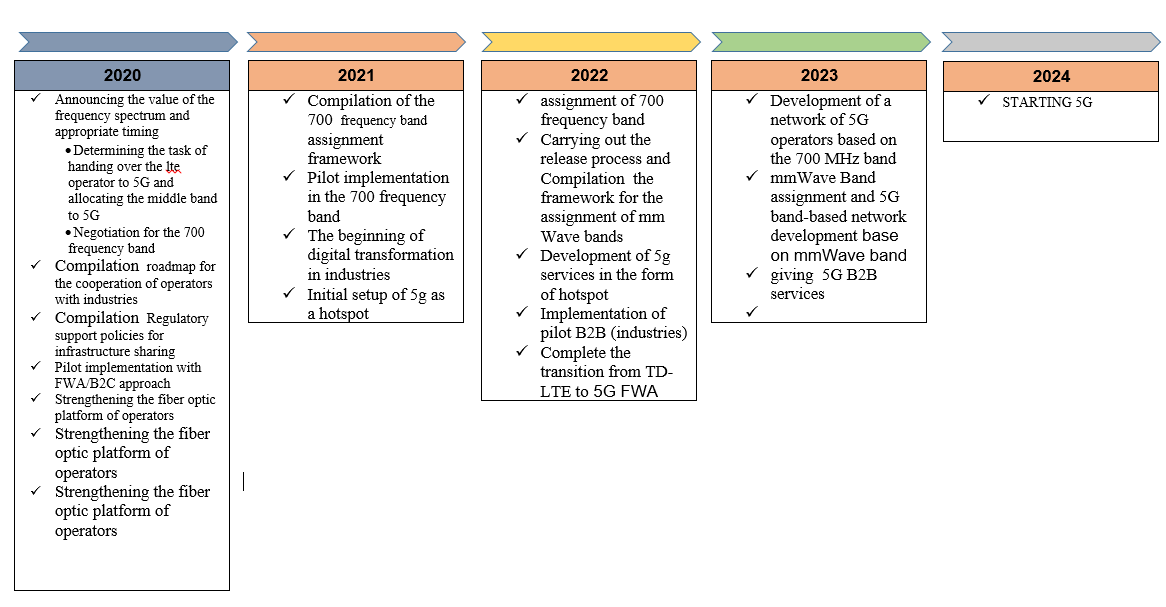 2020
Announcing the value of the
frequency spectrum and
appropriate timing
Determining the task of
handing over the lte
operator to 5G and
allocating the middle band
to 5G
Negotiation for the 700
frequency band
Compilation roadmap for
the cooperation of operators
with industries
Compilation Regulatory
support policies for
infrastructure sharing
Pilot implementation with
FWA/B2C approach
Strengthening the fiber optic
platform of operators
Strengthening the fiber
optic platform of
operators
Strengthening the fiber
optic platform of
operators
2021
Compilation of the
700 frequency band
assignment
framework
Pilot implementation
in the 700 frequency
band
The beginning of
digital transformation
in industries
Initial setup of 5g as
a hotspot
2022
assignment of 700
frequency band
Carrying out the
release process and
Compilation the
framework for the
assignment of mm
Wave bands
Development of 5g
services in the form
of hotspot
Implementation of
pilot B2B (industries)
Complete the
transition from TD-
LTE to 5G FWA
2023
Development of a
network of 5G
operators based on
the 700 MHz band
mmWave Band
assignment and 5G
band-based network
development base
on mmWave band
giving 5G B2B
services
2024
STARTING 5G